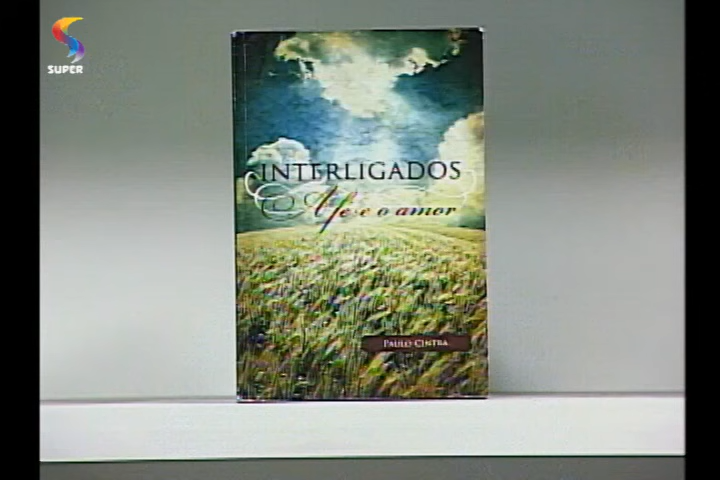 SUPER
INTERLIGADOS
A fé e o amor
PAULO CINTRA